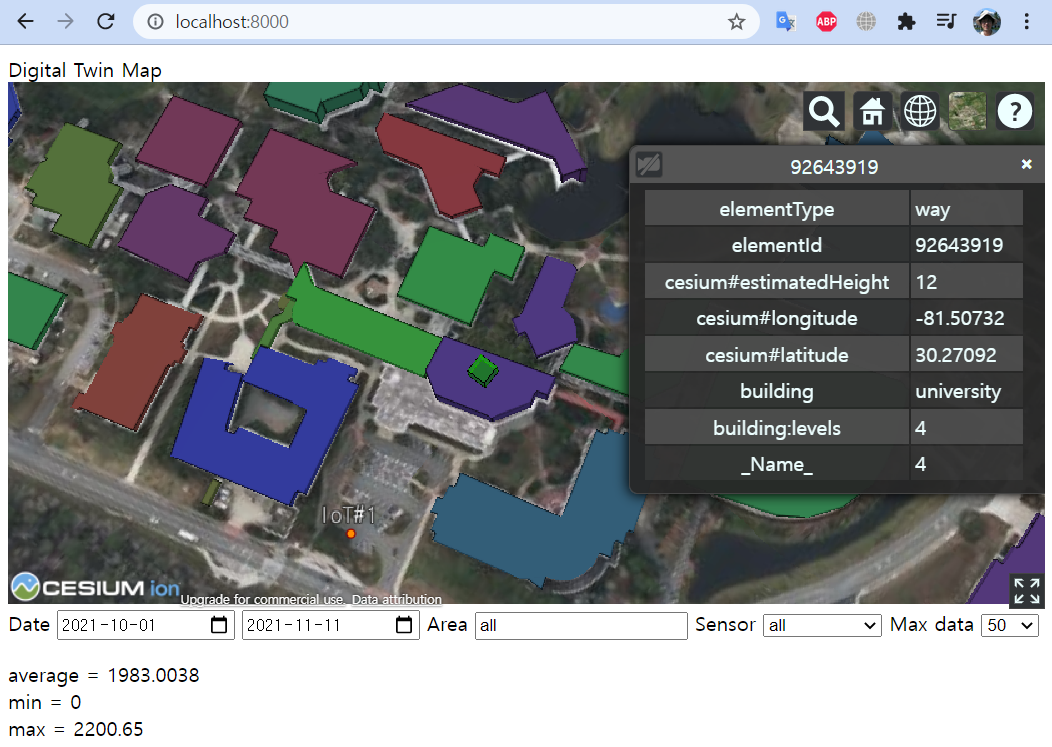 localhost:8000
ABP
Digital Twin Map
?
92643919
elementType way
elementId 92643919
cesium#estimatedHeight 12
cesium#longitude -81.50732
cesium#latitude 30.27092
building university
building:levels 4
_Name_ 4
IoT#1
CESIUM ion Upgrade for commercial use. Data attribution
Date 2021-10-01 2021-11-11 Area all Sensor all Max data 50
average = 1983.0038
min = 0
max = 2200.65